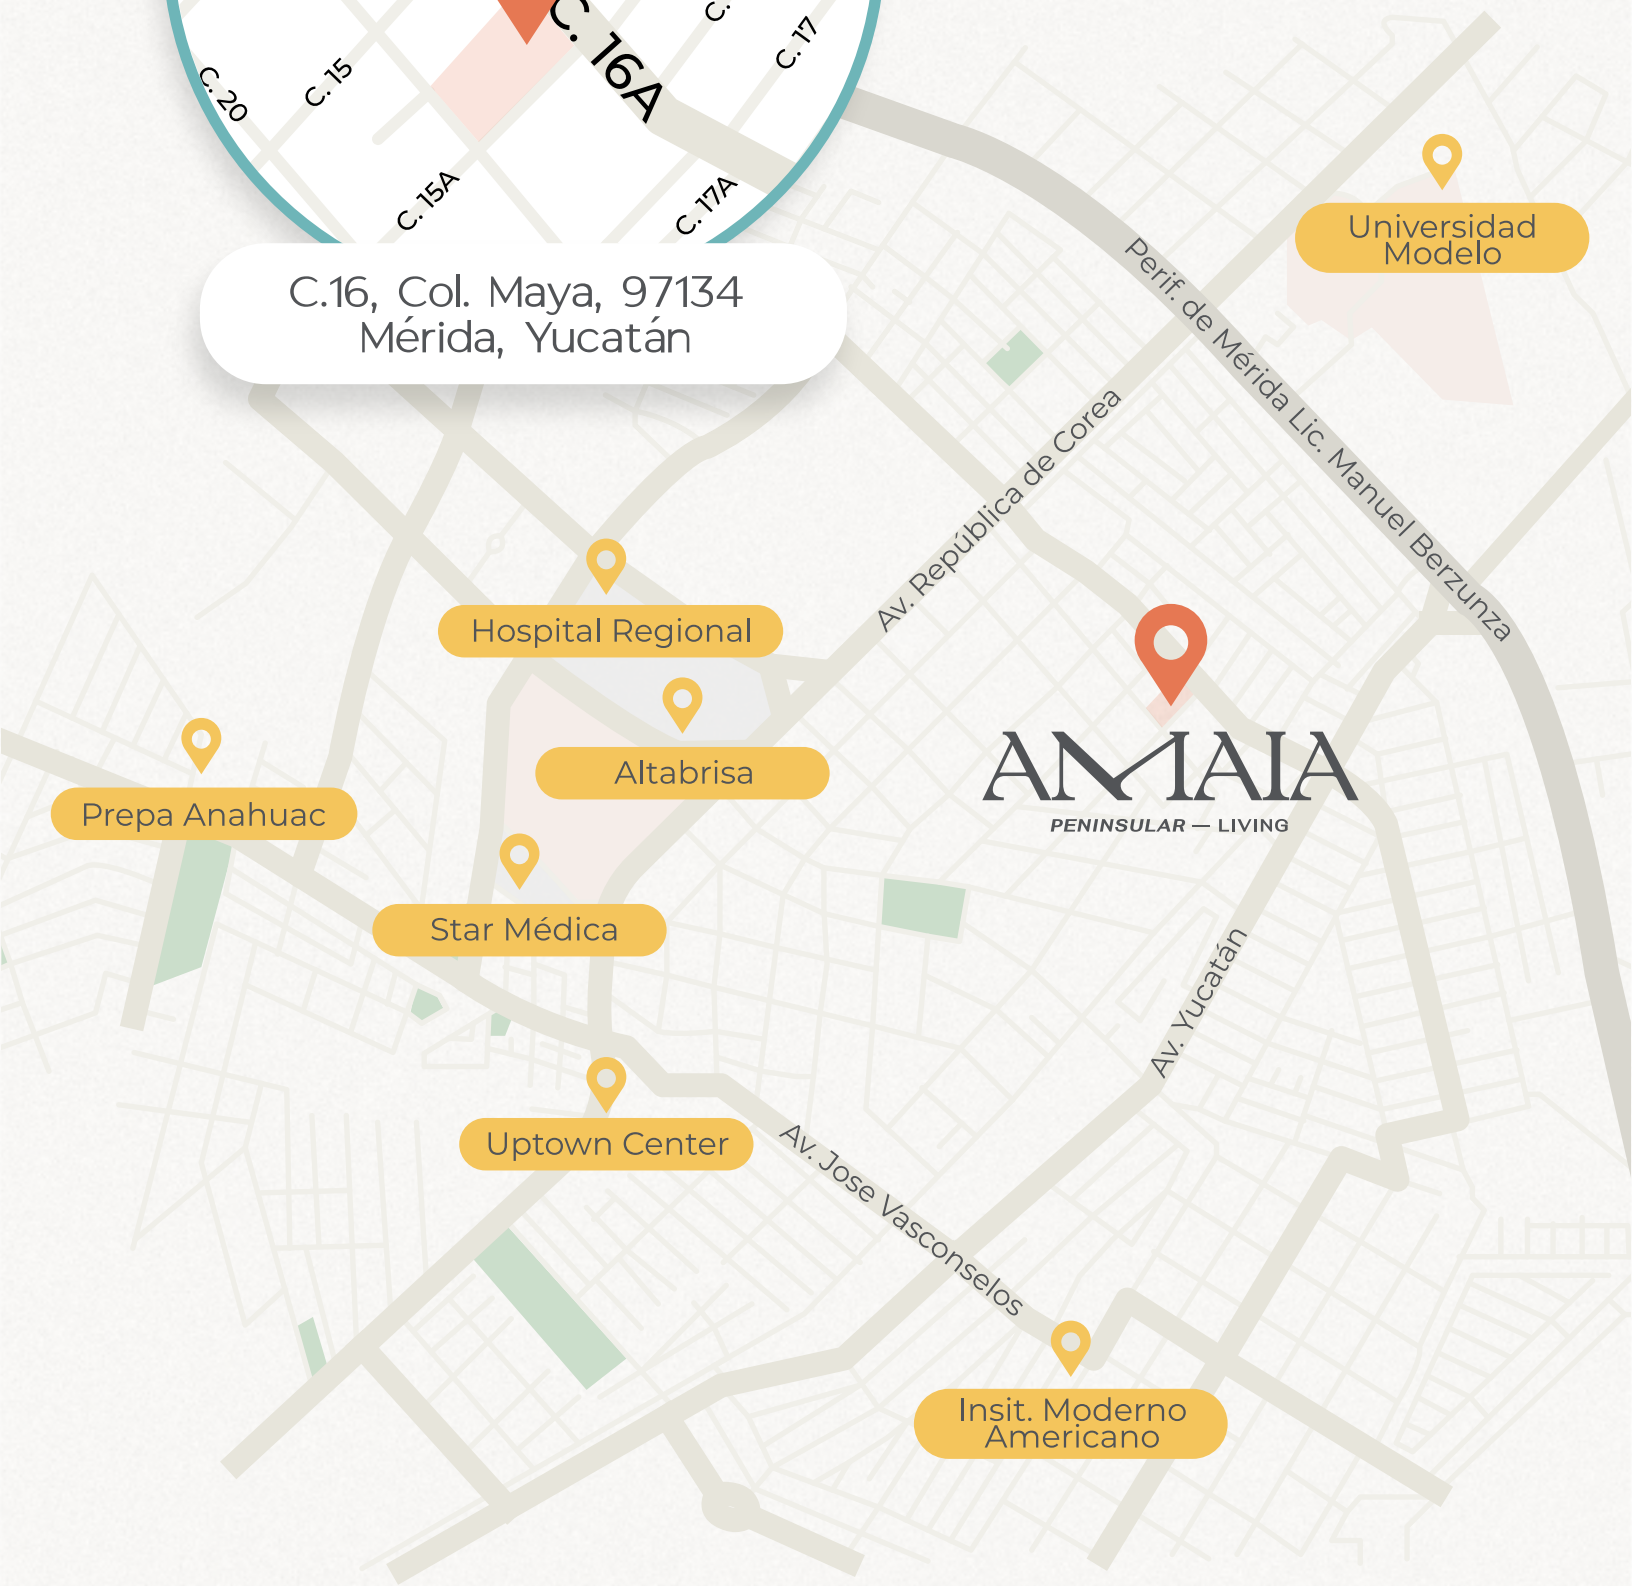 C. 16A
C.
C. 17
C. 20
C. 15
C. 15A
C. 17A
C.16, Col. Maya, 97134
Mérida, Yucatán
Universidad
Modelo
Perif. de Mérida Lic. Manuel Berzunza
Av. República de Corea
Hospital Regional
Altabrisa
Prepa Anahuac
AMAIA
PENINSULAR — LIVING
Star Médica
Av. Yucatán
Uptown Center
Av. Jose Vasconselos
Insit. Moderno
Americano